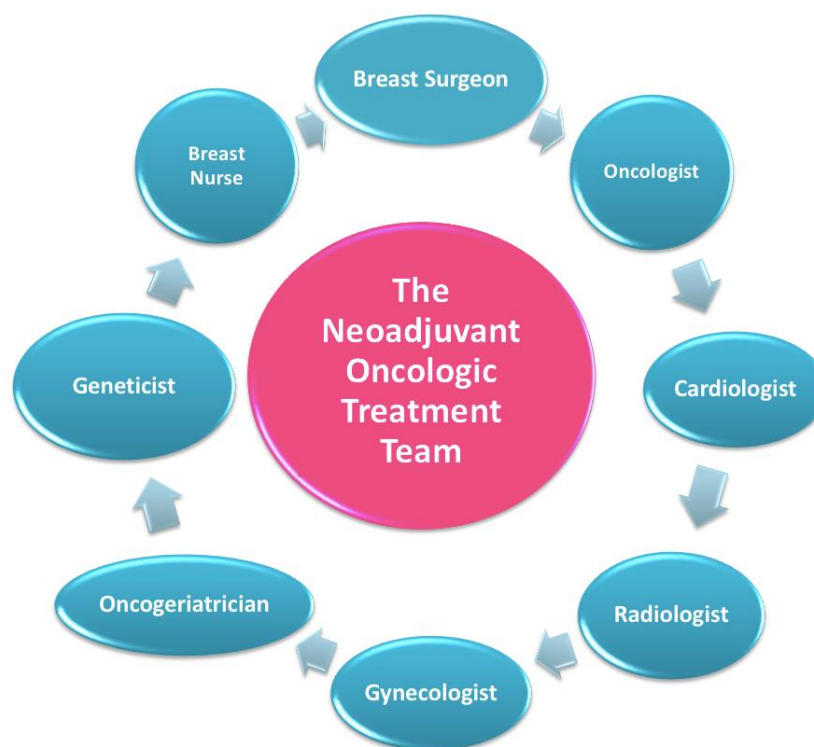 Breast Surgeon
Oncologist
Cardiologist
Radiologist
Gynecologist
Oncogeriatrician
Geneticist
Breast
Nurse
The
Neoadjuvant
Oncologic
Treatment
Team